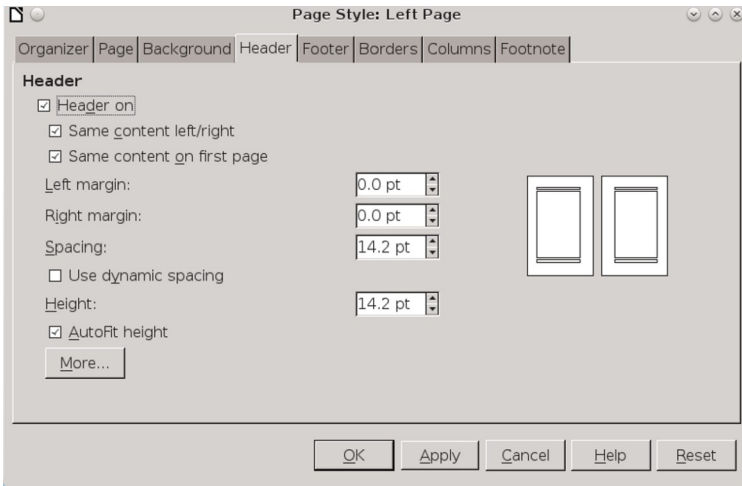 Page Style: Left Page
Organizer Page Background Header Footer Borders Columns Footnote
Header
Header on
Same content left/right
Same content on first page
Left margin: 0.0 pt
Right margin: 0.0 pt
Spacing: 14.2 pt
Use dynamic spacing
Height: 14.2 pt
AutoFit height
More...
OK Apply Cancel Help Reset